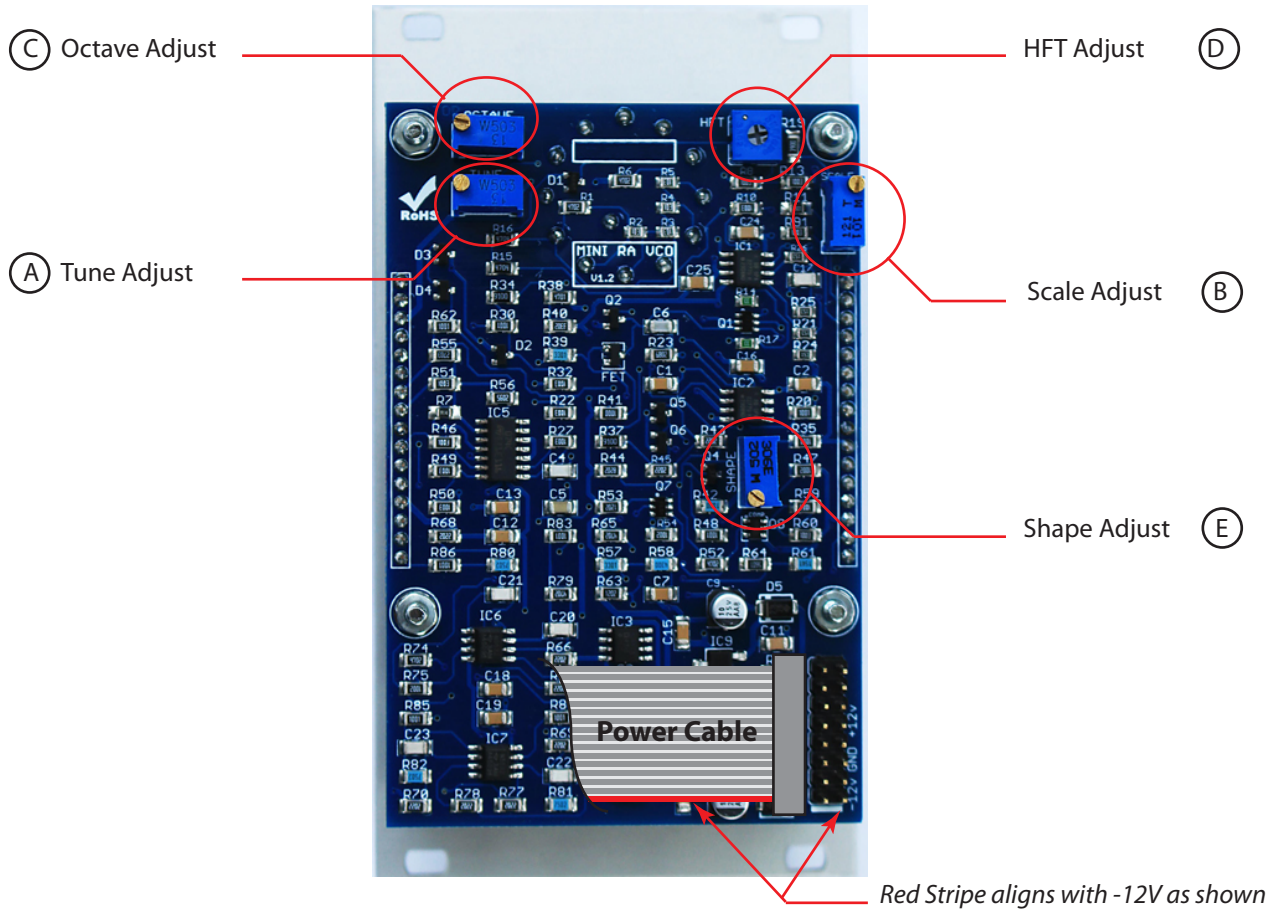 C Octave Adjust
HFT Adjust D
A Tune Adjust
Scale Adjust B
Shape Adjust E
Power Cable
Red Stripe aligns with -12V as shown
OCTAVE
W503
TUNE
W503
RoHS
HFT
R19
SCALE
MINI RA VCO
V1.2
SHAPE
FET
D1
R6
R5
R1
R4
R2
R3
R13
R10
C24
IC1
R16
D3
R15
C25
C17
D4
R34
R38
R25
R62
R30
R40
Q2
C6
Q1
R21
R55
D2
R39
R23
R17
R24
C16
R51
R32
C1
IC2
C2
R56
R7
IC5
R22
R41
Q5
R20
R46
R27
R37
Q6
R35
R49
C4
R44
R45
Q4
R47
R50
C13
C5
R53
Q7
R59
R68
C12
R83
R65
R54
R48
R60
R86
R80
R57
R58
R52
R64
R61
C21
R79
R63
C7
C9
D5
IC6
C20
IC3
C15
IC9
C11
R74
R66
R75
C18
R85
C19
C23
IC7
C22
R82
R70
R78
R77
R81
-12V GND +12V